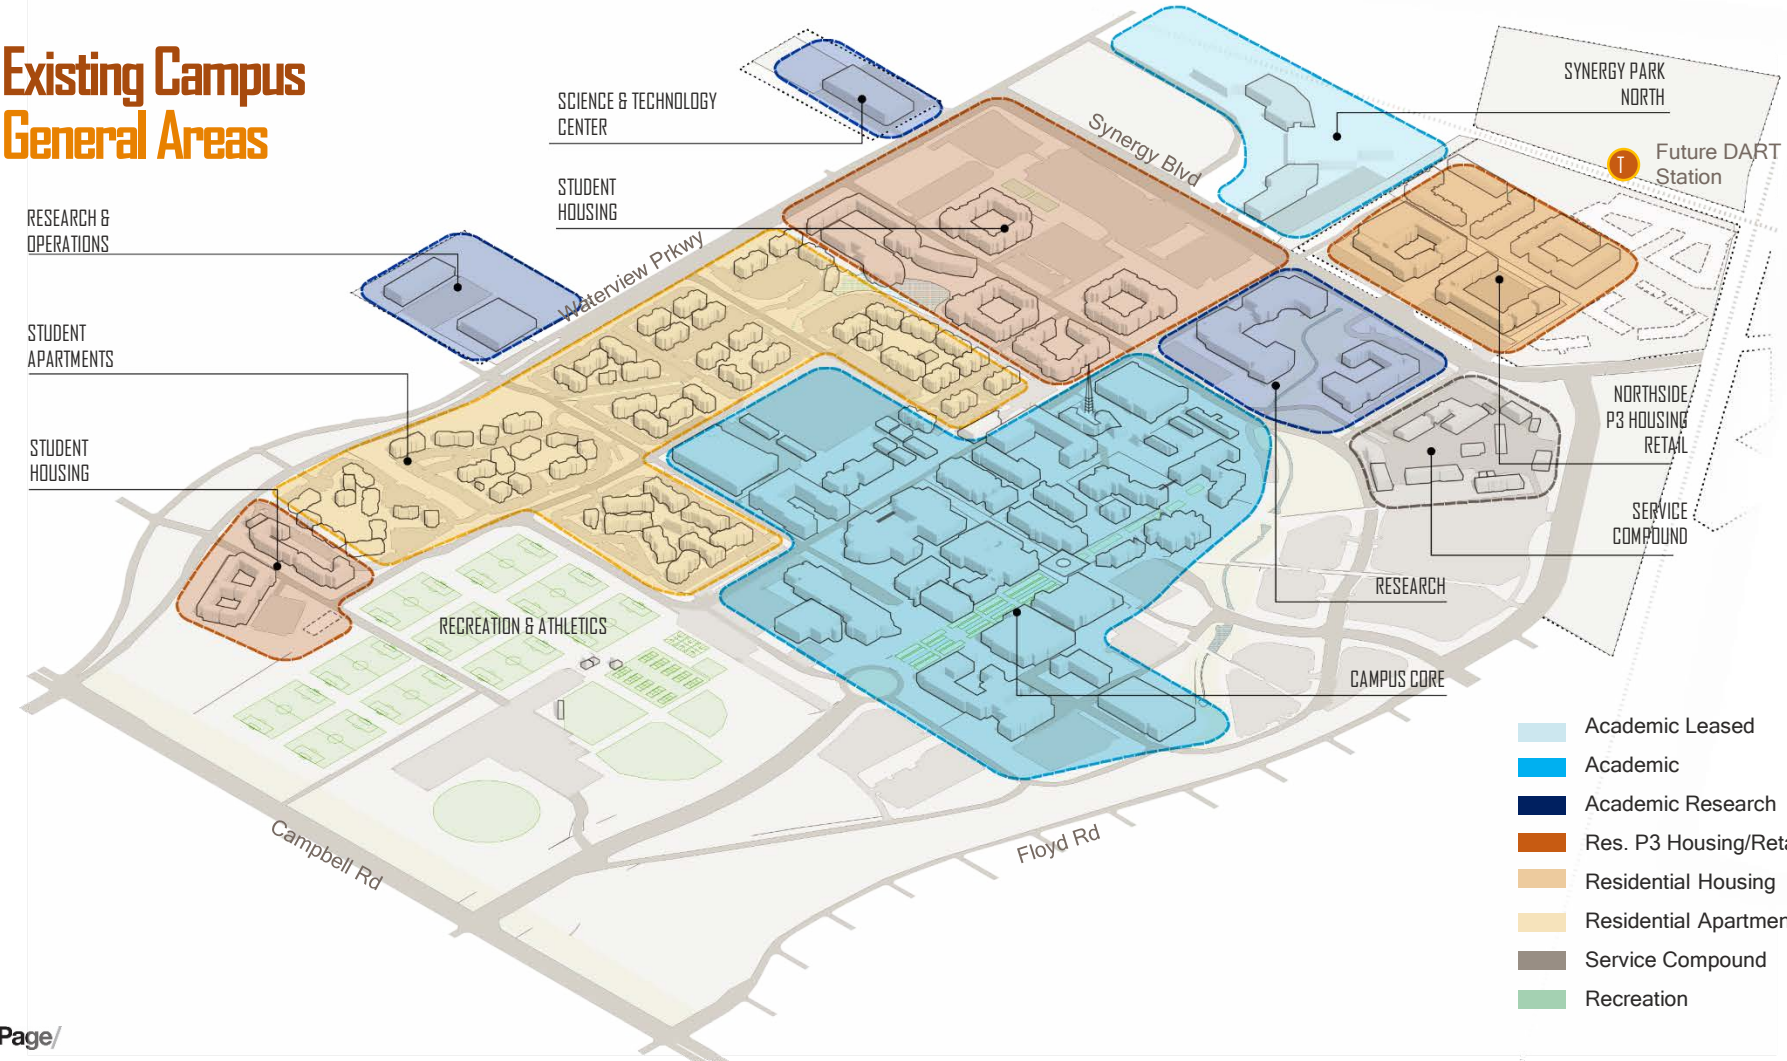 Existing Campus
General Areas
SCIENCE & TECHNOLOGY
CENTER
STUDENT
HOUSING
RESEARCH &
OPERATIONS
STUDENT
APARTMENTS
STUDENT
HOUSING
Waterview Prkwy
Synergy Blvd
SYNERGY PARK
NORTH
T
Future DART
Station
NORTHSIDE
P3 HOUSING
RETAIL
SERVICE
COMPOUND
RESEARCH
CAMPUS CORE
RECREATION & ATHLETICS
Campbell Rd
Floyd Rd
Academic Leased
Academic
Academic Research
Res. P3 Housing/Reta
Residential Housing
Residential Apartmen
Service Compound
Recreation
Page/